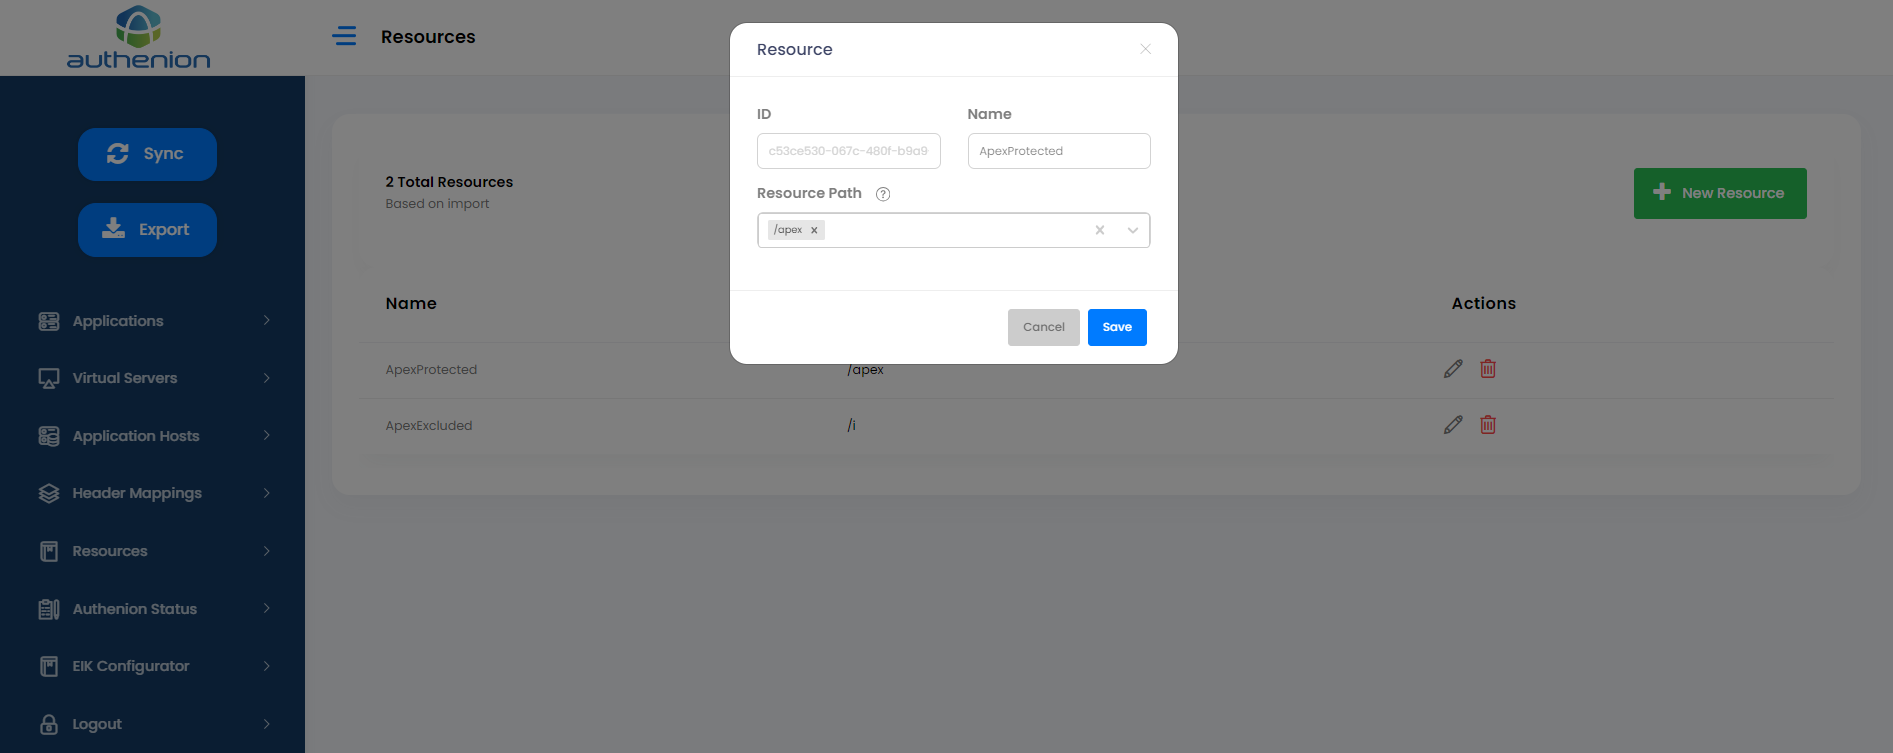 authenion
Resources
Sync
Export
Applications
Virtual Servers
Application Hosts
Header Mappings
Resources
Authenion Status
EIK Configurator
Logout
2 Total Resources
Based on import
New Resource
Name
Actions
ApexProtected
/apex
ApexExcluded
/i
Resource
ID
Name
c53ce530-067c-480f-b9a9
ApexProtected
Resource Path
/apex
Cancel
Save